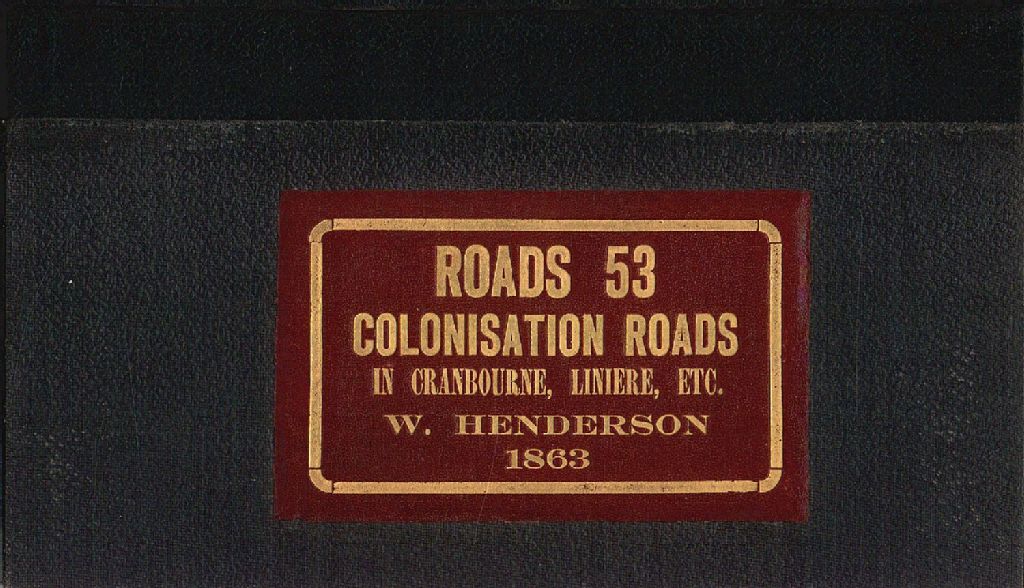 ROADS 53
COLONISATION ROADS
IN CRANBOURNE, LINIERE, ETC.
W. HENDERSON
1863